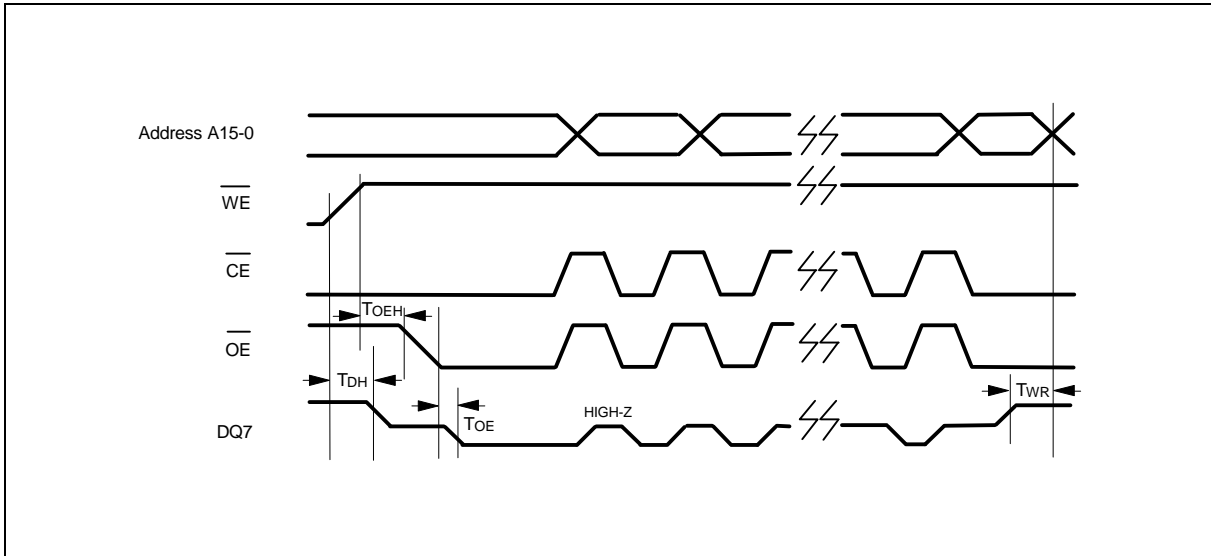 Address A15-0
WE
CE
TOEH
OE
TDH
TWR
TOE
HIGH-Z
DQ7